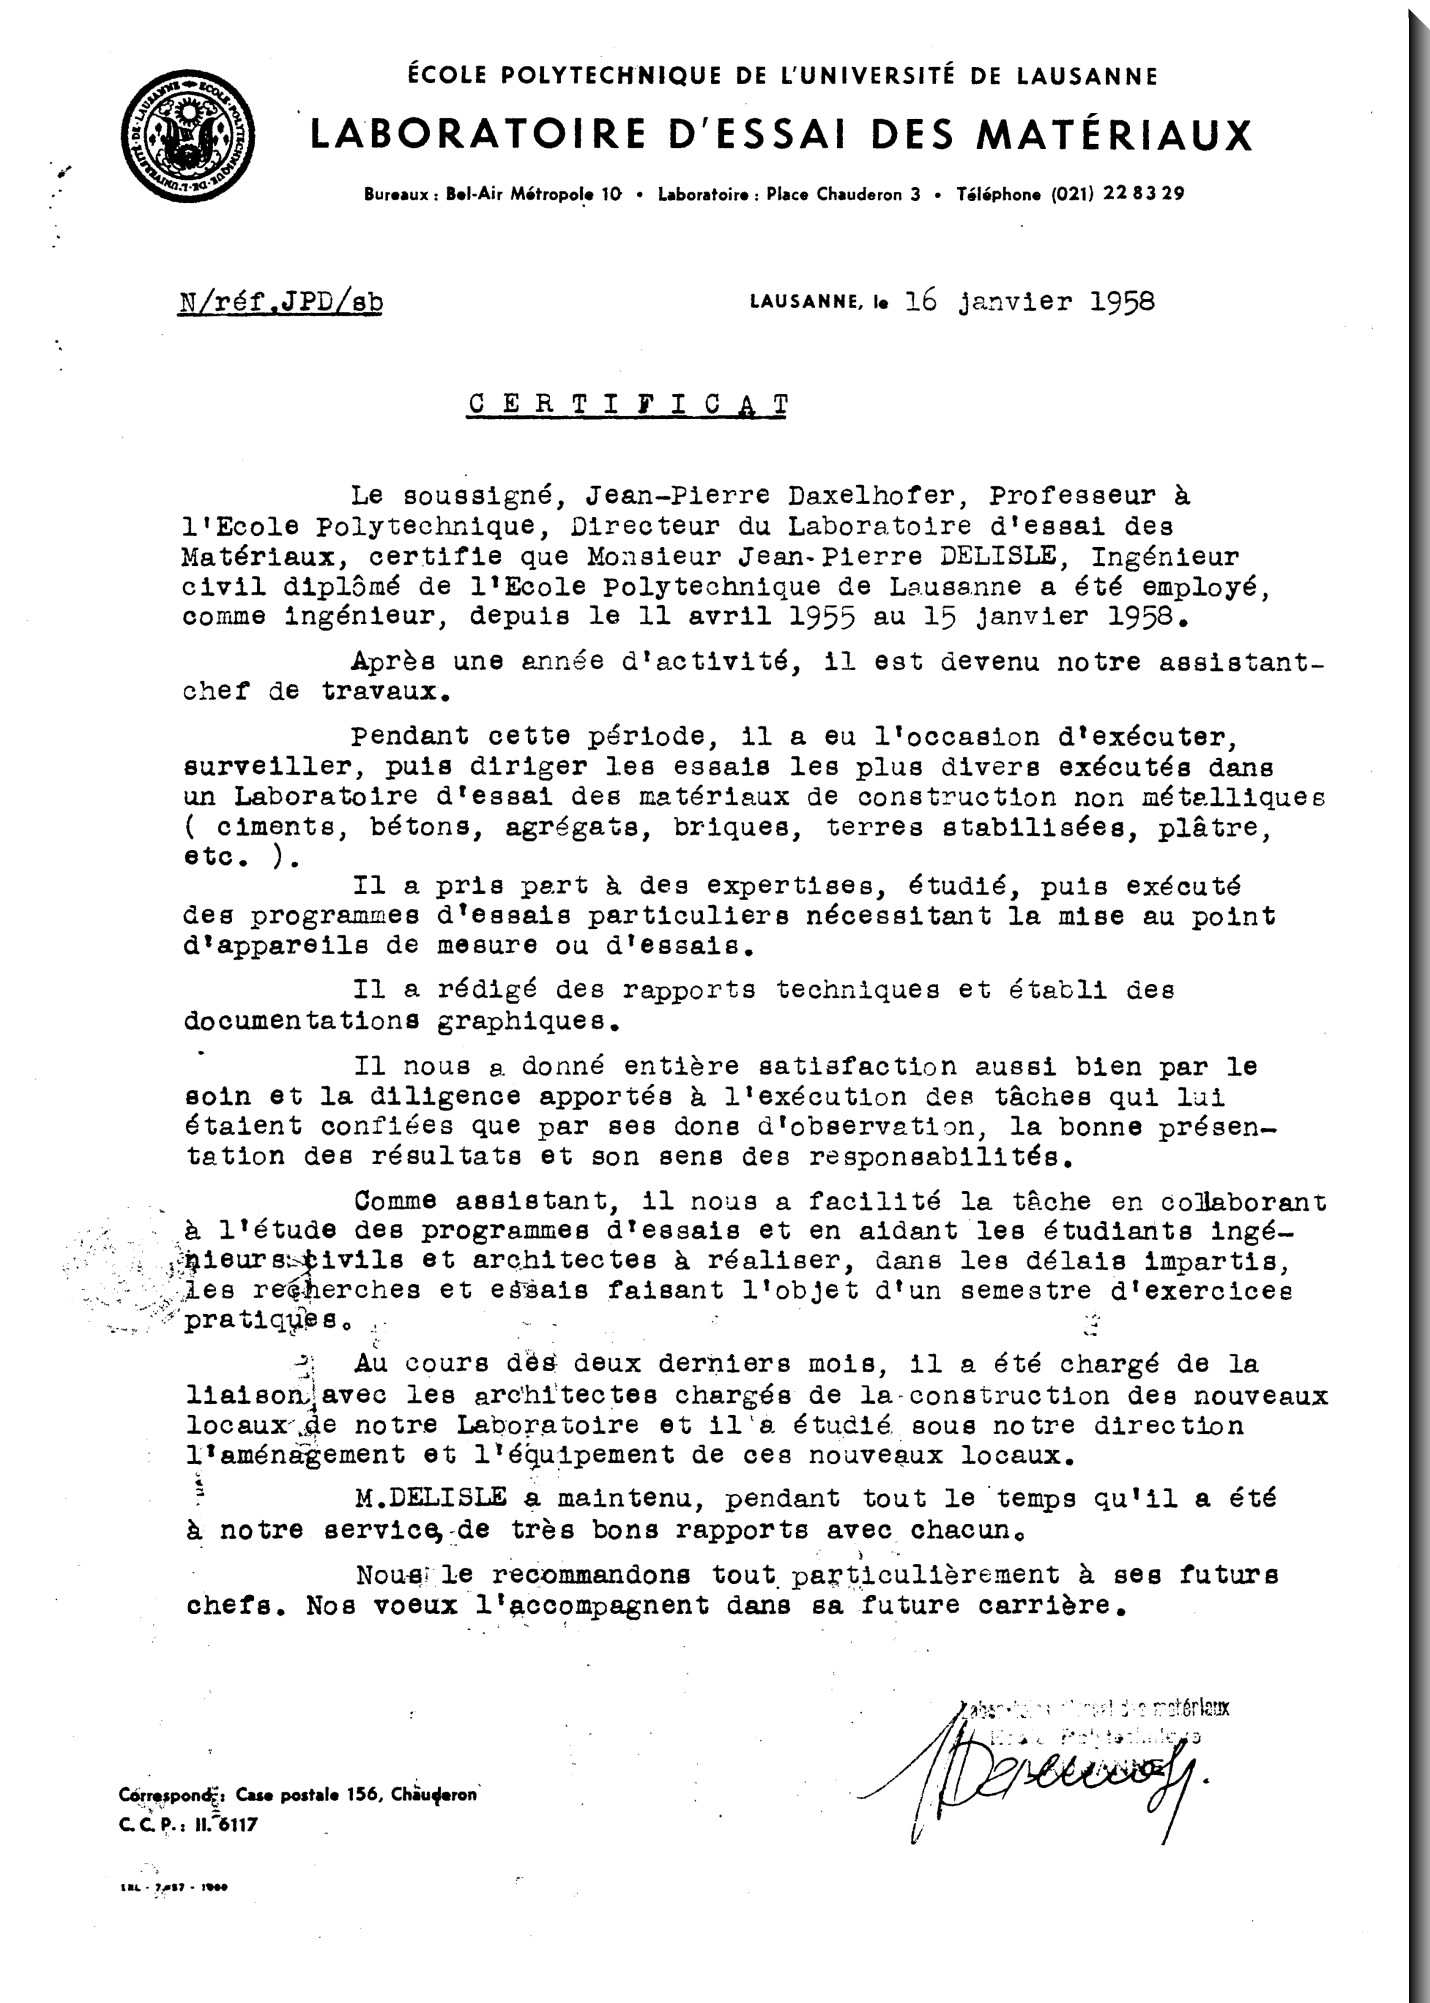 ÉCOLE POLYTECHNIQUE DE L'UNIVERSITÉ DE LAUSANNE
LABORATOIRE D'ESSAI DES MATÉRIAUX
Bureaux : Bel-Air Métropole 10 • Laboratoire : Place Chauderon 3 • Téléphone (021) 22 83 29
N/réf.JPD/sb
LAUSANNE, le 16 janvier 1958
CERTIFICAT
Le soussigné, Jean-Pierre Daxelhofer, Professeur à
l'Ecole Polytechnique, Directeur du Laboratoire d'essai des
Matériaux, certifie que Monsieur Jean-Pierre DELISLE, Ingénieur
civil diplômé de l'Ecole Polytechnique de Lausanne a été employé,
comme ingénieur, depuis le 11 avril 1955 au 15 janvier 1958.
Après une année d'activité, il est devenu notre assistant-
chef de travaux.
Pendant cette période, il a eu l'occasion d'exécuter,
surveiller, puis diriger les essais les plus divers exécutés dans
un Laboratoire d'essai des matériaux de construction non métalliques
( ciments, bétons, agrégats, briques, terres stabilisées, plâtre,
etc. ).
Il a pris part à des expertises, étudié, puis exécuté
des programmes d'essais particuliers nécessitant la mise au point
d'appareils de mesure ou d'essais.
Il a rédigé des rapports techniques et établi des
documentations graphiques.
Il nous a donné entière satisfaction aussi bien par le
soin et la diligence apportés à l'exécution des tâches qui lui
étaient confiées que par ses dons d'observation, la bonne présen-
tation des résultats et son sens des responsabilités.
Comme assistant, il nous a facilité la tâche en collaborant
à l'étude des programmes d'essais et en aidant les étudiants ingé-
nieurs civils et architectes à réaliser, dans les délais impartis,
les recherches et essais faisant l'objet d'un semestre d'exercices
pratiques.
Au cours des deux derniers mois, il a été chargé de la
liaison avec les architectes chargés de la construction des nouveaux
locaux de notre Laboratoire et il a étudié sous notre direction
l'aménagement et l'équipement de ces nouveaux locaux.
M.DELISLE a maintenu, pendant tout le temps qu'il a été
à notre service, de très bons rapports avec chacun.
Nous le recommandons tout particulièrement à ses futurs
chefs. Nos voeux l'accompagnent dans sa future carrière.
Laboratoire d'essai des matériaux
Ecole Polytechnique
LAUSANNE
Correspond.: Case postale 156, Chauderon
C. C. P. : II. 6117